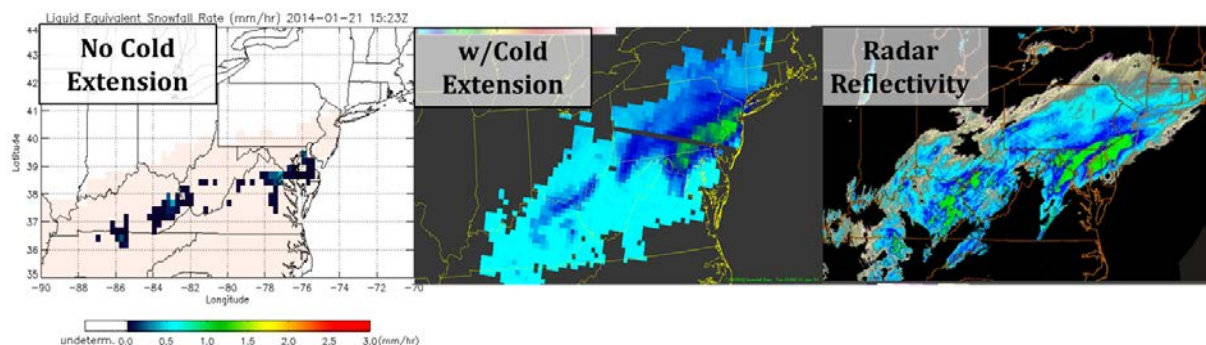 Liquid Equivalent Snowfall Rate (mm/hr) 2014-01-21 15:23Z
No Cold
Extension
w/Cold
Extension
Radar
Reflectivity
44
43
42
41
40
39
38
37
36
35
Latitude
-90 -88 -86 -84 -82 -80 -78 -76 -74 -72 -70
Longitude
undeterm. 0.0 0.5 1.0 1.5 2.0 2.5 3.0(mm/hr)